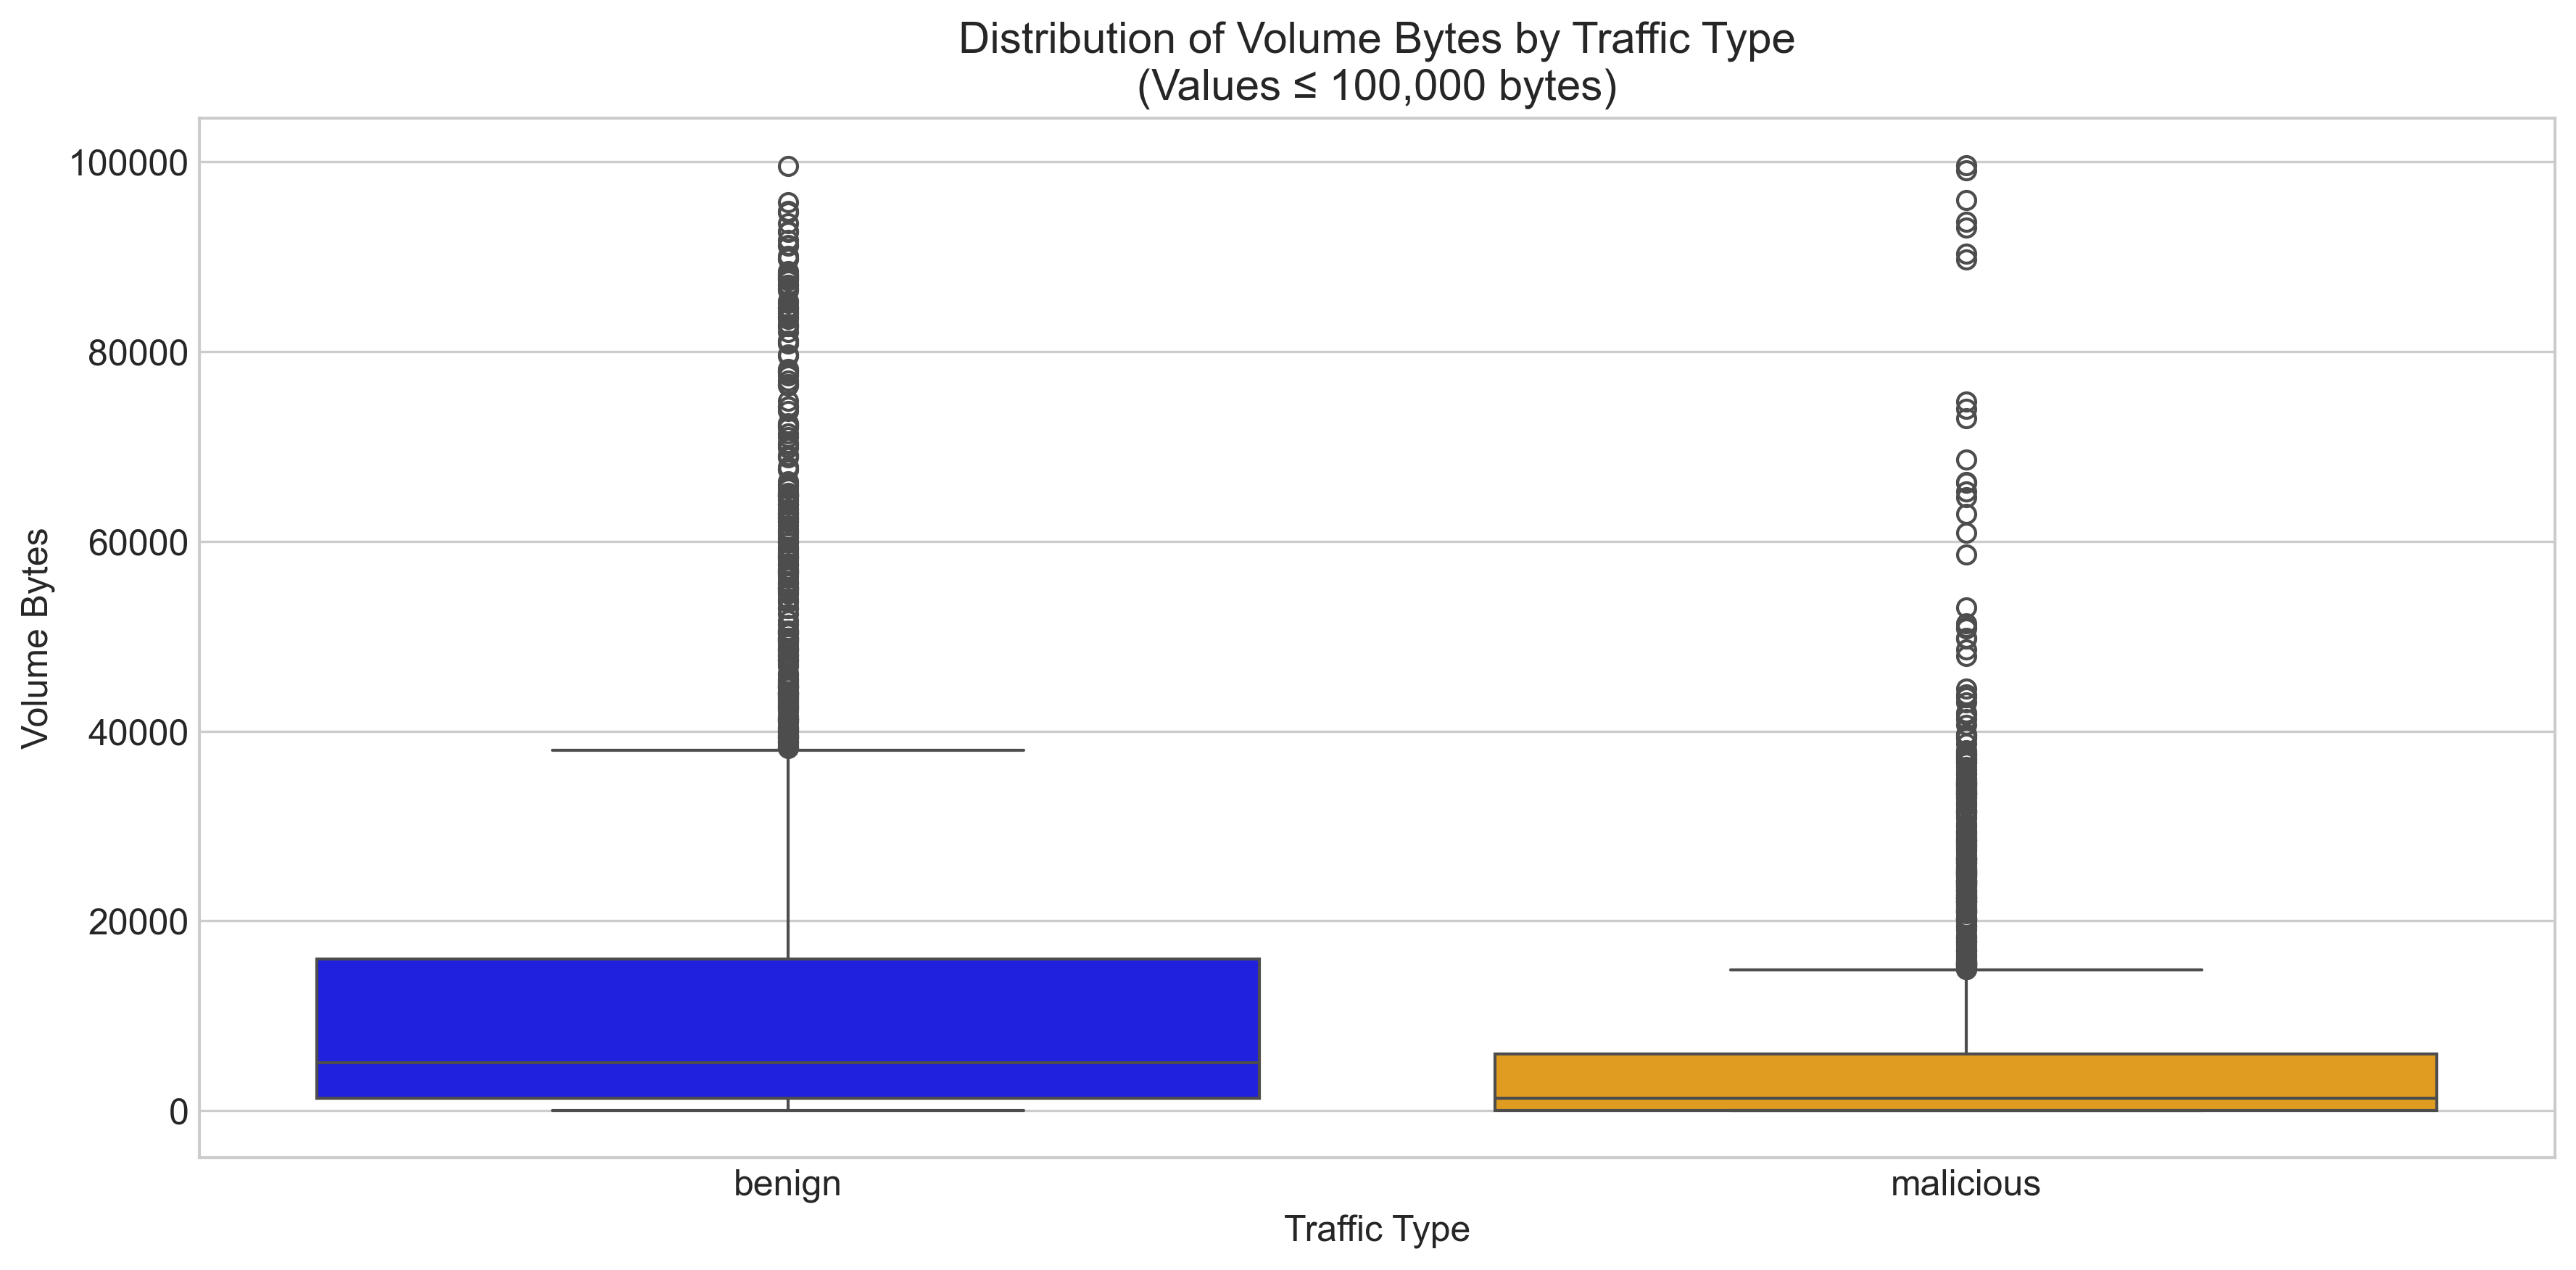 Distribution of Volume Bytes by Traffic Type
(Values ≤ 100,000 bytes)
Volume Bytes
100000
80000
60000
40000
20000
0
benign
malicious
Traffic Type